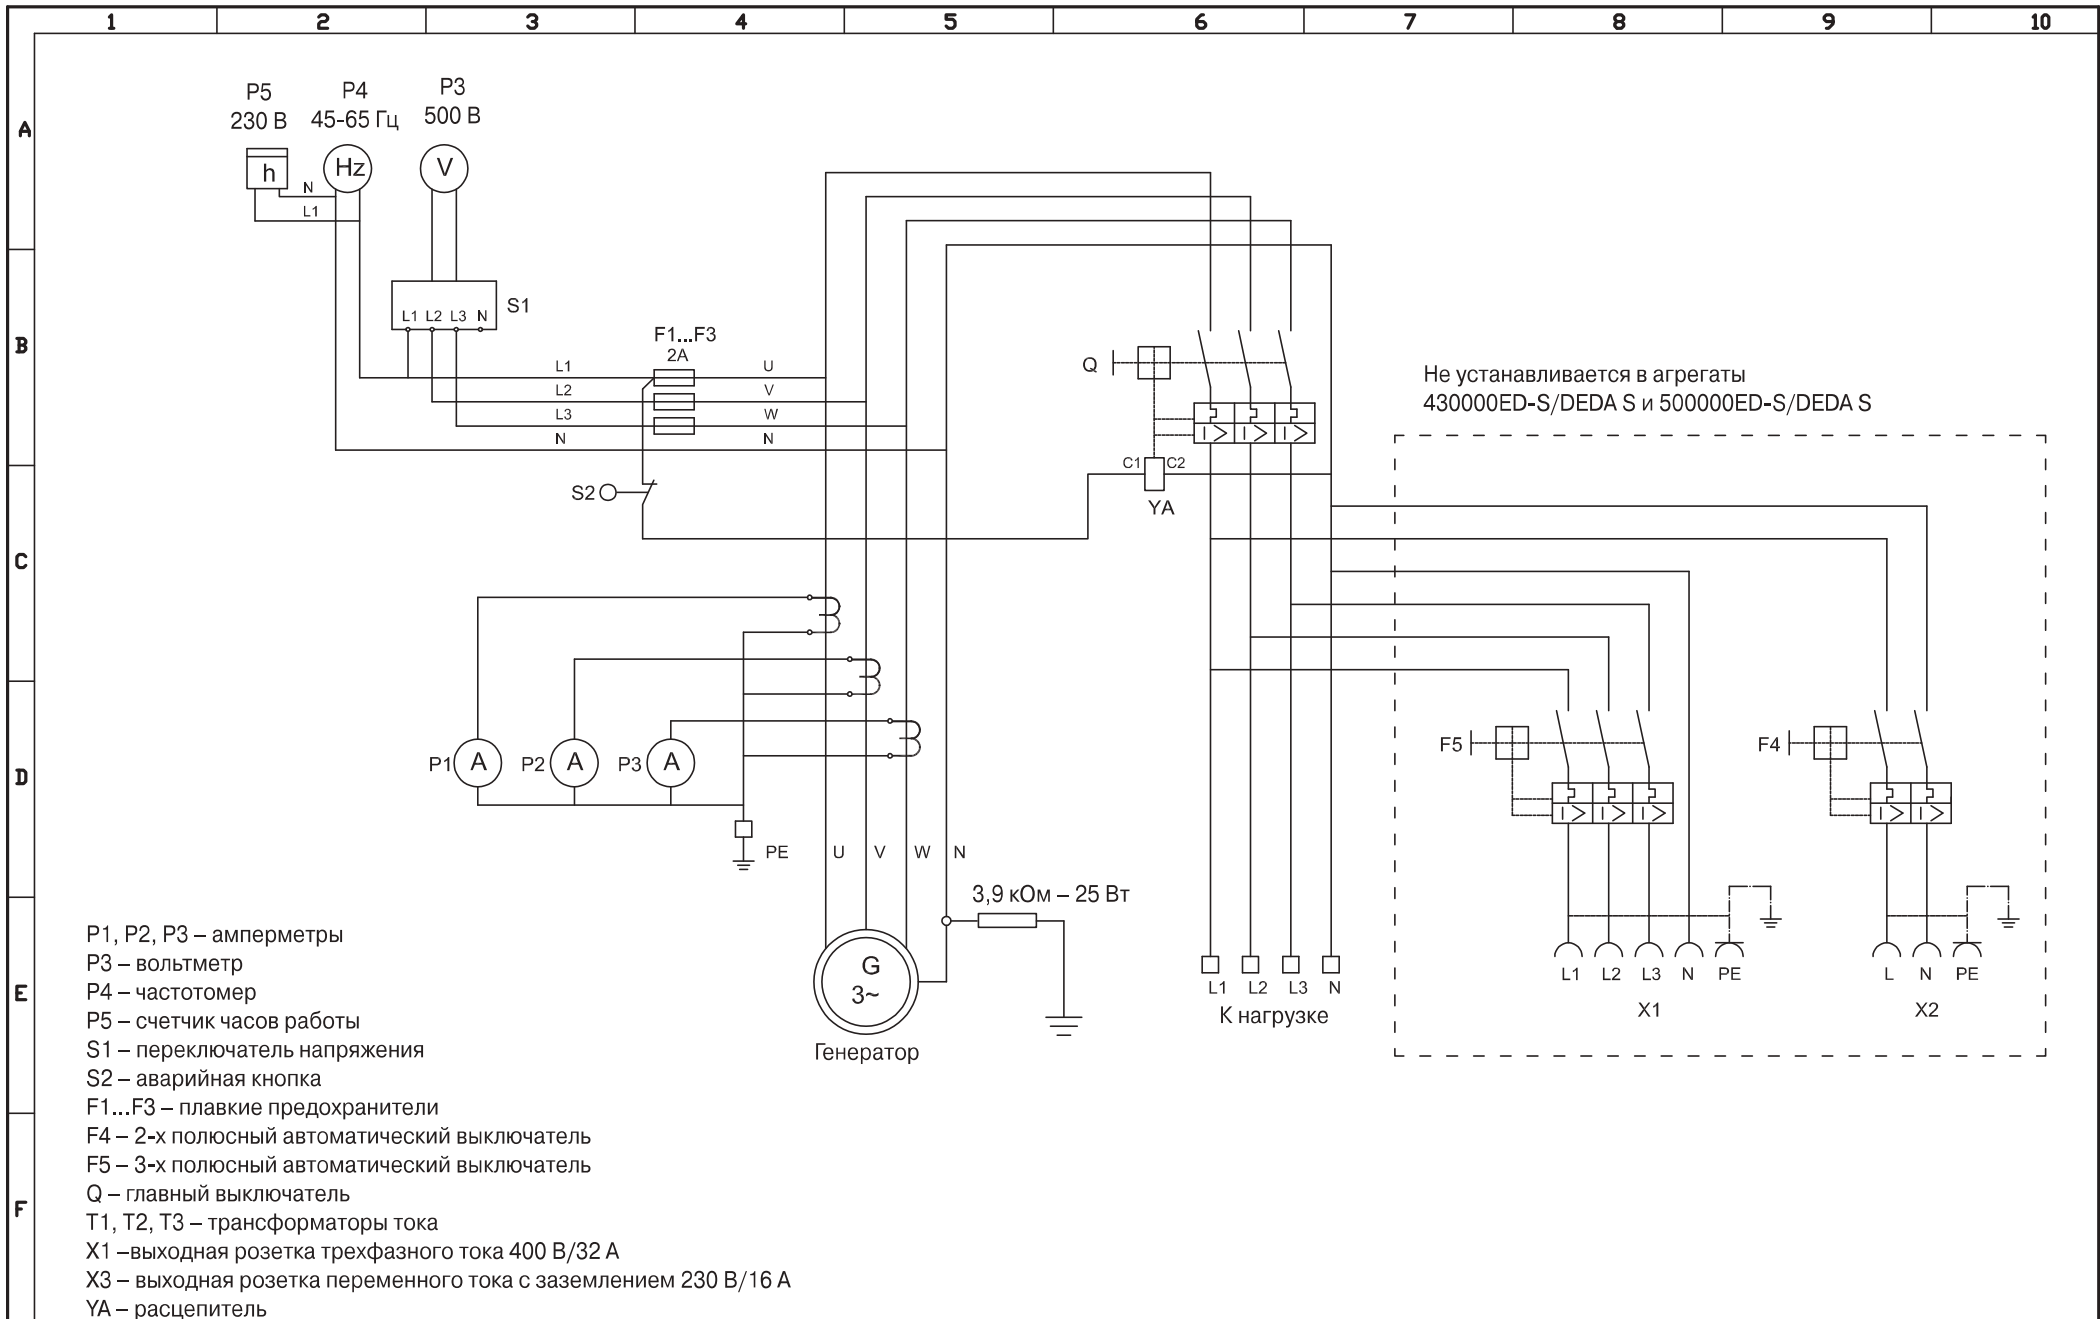 1 2 3 4 5 6 7 8 9 10
A
B
C
D
E
F
P5
230 В
P4
45-65 Гц
P3
500 В
h
Hz
V
N
L1
L1 L2 L3 N
S1
F1...F3
2A
L1
L2
L3
N
U
V
W
N
S2
Q
C1
C2
YA
Не устанавливается в агрегаты
430000ED-S/DEDA S и 500000ED-S/DEDA S
P1
A
P2
A
P3
A
PE
U
V
W
N
3,9 кОм – 25 Вт
G
3~
Генератор
L1 L2 L3 N
К нагрузке
F5
F4
I > I > I >
I > I > I >
I > I >
L1 L2 L3 N PE
X1
L N PE
X2
P1, P2, P3 – амперметры
P3 – вольтметр
P4 – частотомер
P5 – счетчик часов работы
S1 – переключатель напряжения
S2 – аварийная кнопка
F1...F3 – плавкие предохранители
F4 – 2-х полюсный автоматический выключатель
F5 – 3-х полюсный автоматический выключатель
Q – главный выключатель
T1, T2, T3 – трансформаторы тока
X1 –выходная розетка трехфазного тока 400 В/32 А
X3 – выходная розетка переменного тока с заземлением 230 В/16 А
YA – расцепитель